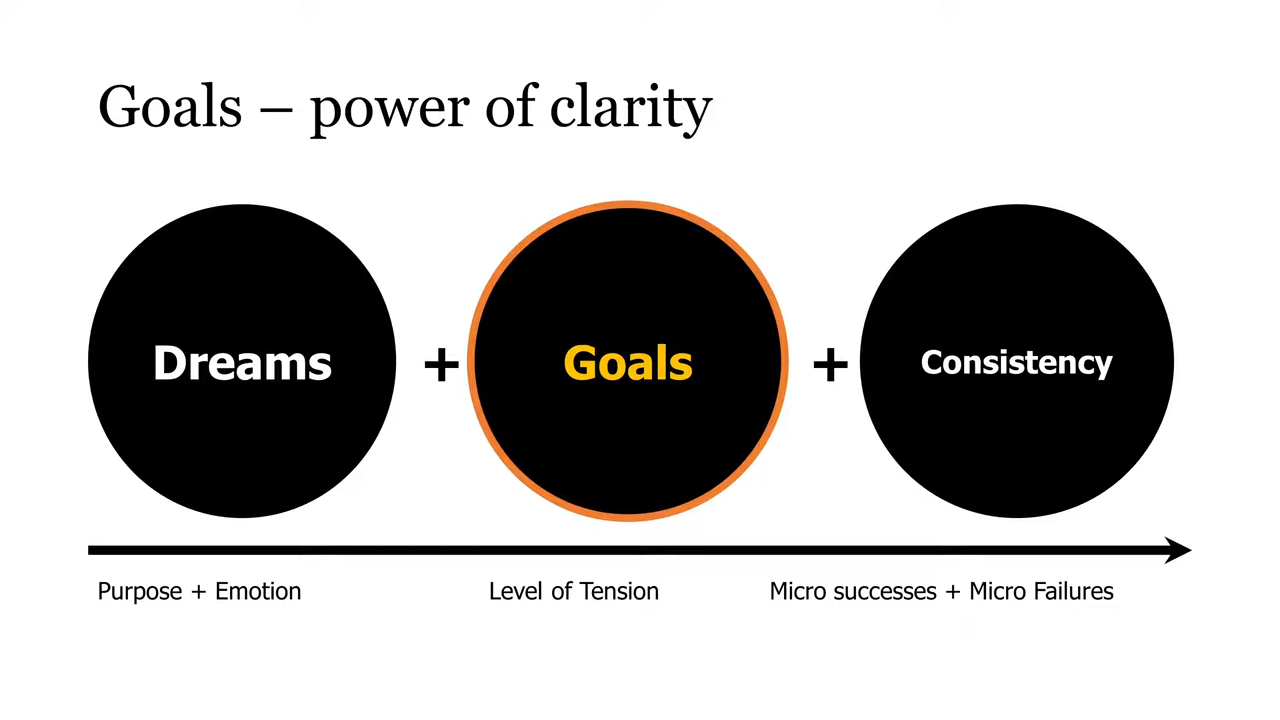 Goals – power of clarity
Dreams + Goals + Consistency
Purpose + Emotion
Level of Tension
Micro successes + Micro Failures